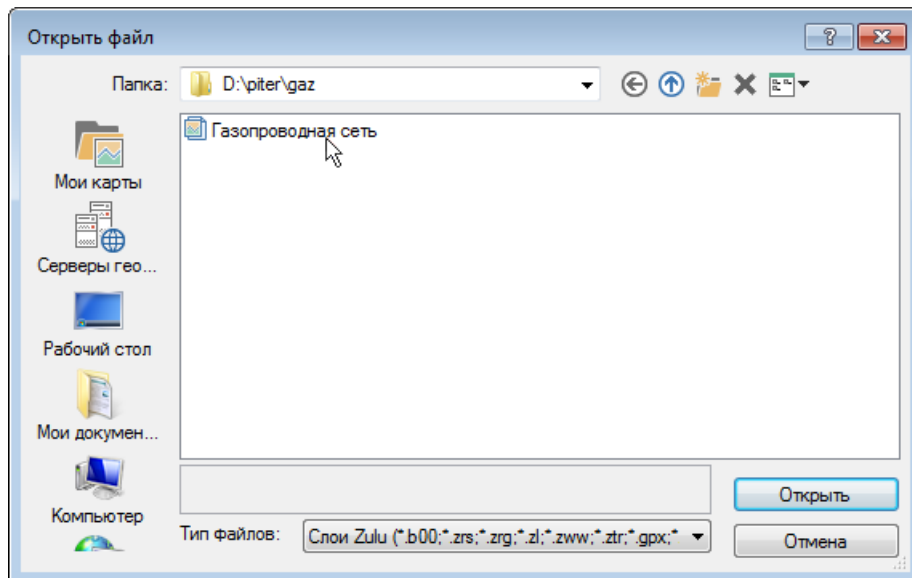 Открыть файл
Папка:
D:\piter\gaz
Мои карты
Серверы гео...
Рабочий стол
Мои докумен...
Компьютер
Газопроводная сеть
Открыть
Тип файлов:
Слои Zulu (*.b00;*.zrs;*.zrg;*.zl;*.zww;*.ztr;*.gpx;*
Отмена